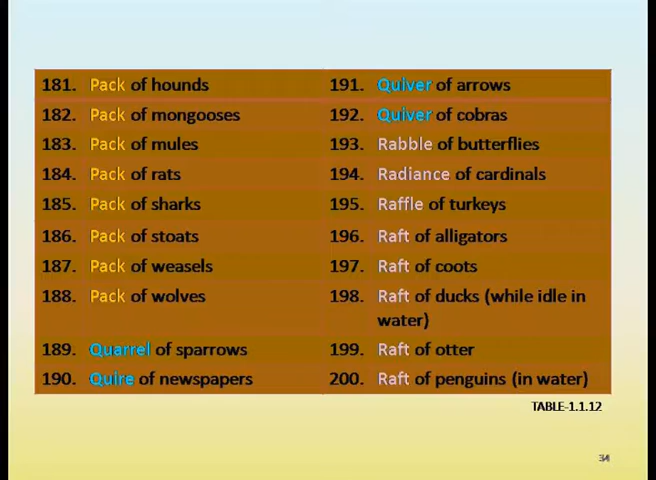 181. Pack of hounds
182. Pack of mongooses
183. Pack of mules
184. Pack of rats
185. Pack of sharks
186. Pack of stoats
187. Pack of weasels
188. Pack of wolves
189. Quarrel of sparrows
190. Quire of newspapers
191. Quiver of arrows
192. Quiver of cobras
193. Rabble of butterflies
194. Radiance of cardinals
195. Raffle of turkeys
196. Raft of alligators
197. Raft of coots
198. Raft of ducks (while idle in
water)
199. Raft of otter
200. Raft of penguins (in water)
TABLE-1.1.12
34